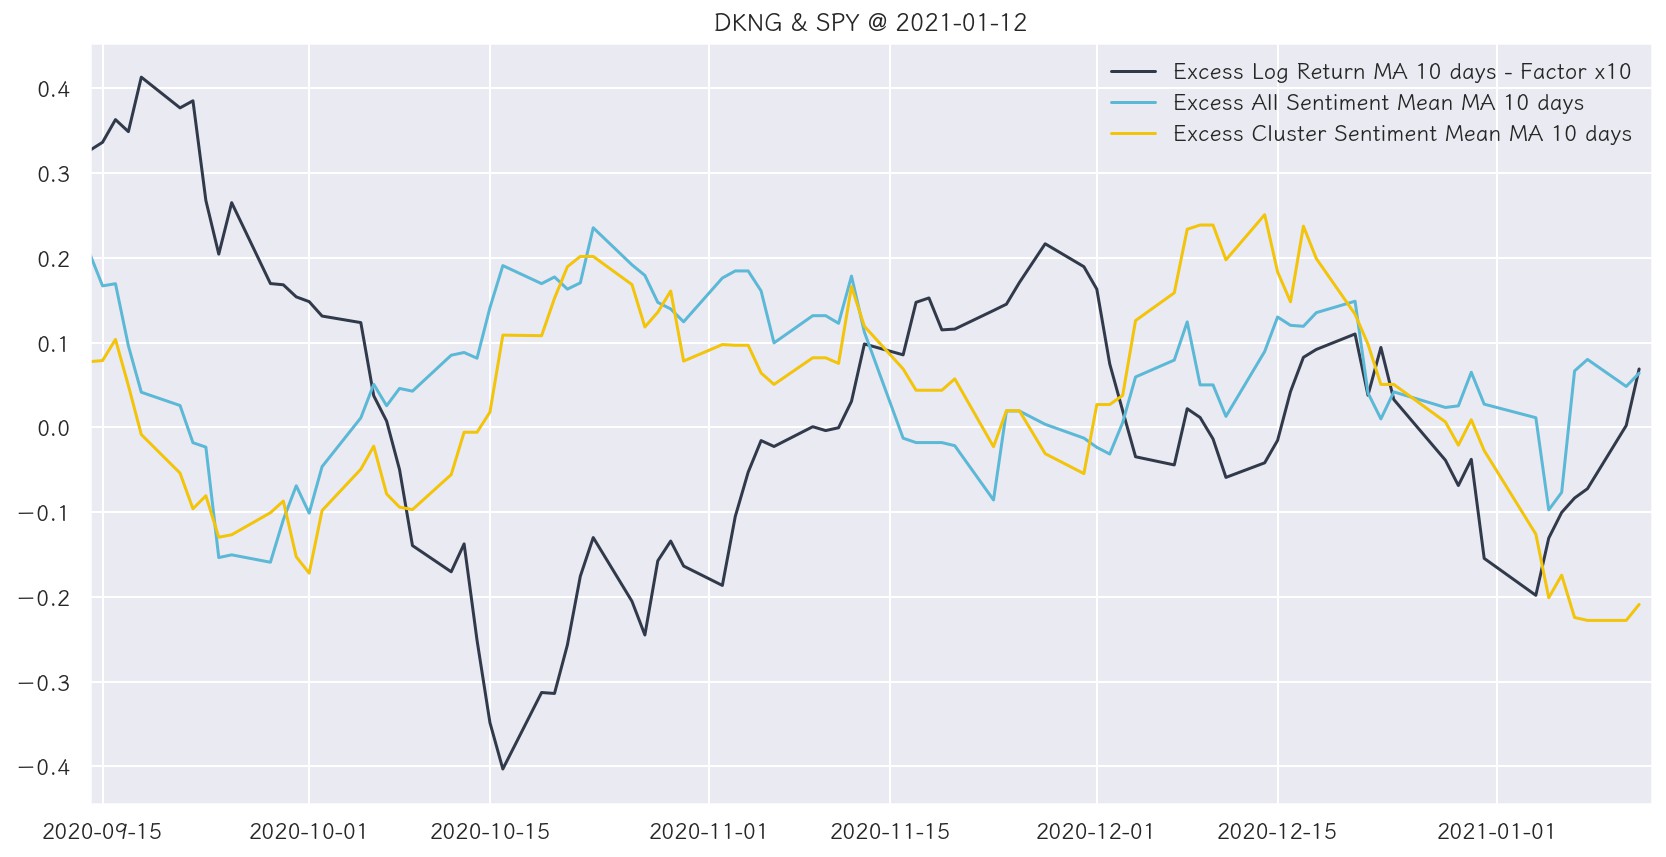 DKNG & SPY @ 2021-01-12
Excess Log Return MA 10 days - Factor x10
Excess All Sentiment Mean MA 10 days
Excess Cluster Sentiment Mean MA 10 days
0.4
0.3
0.2
0.1
0.0
−0.1
−0.2
−0.3
−0.4
2020-09-15 2020-10-01 2020-10-15 2020-11-01 2020-11-15 2020-12-01 2020-12-15 2021-01-01